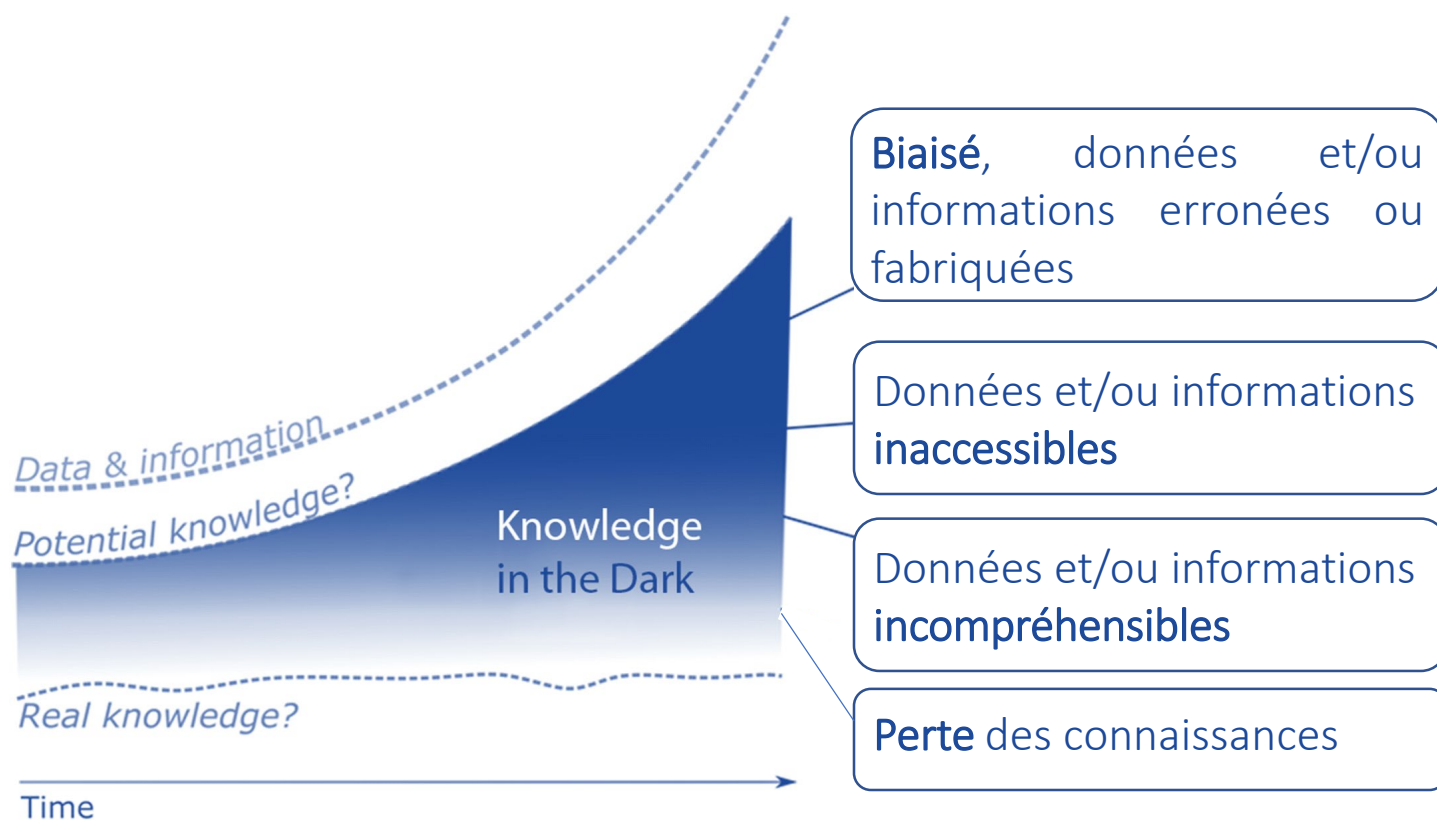 Data & information
Potential knowledge?
Knowledge
in the Dark
Real knowledge?
Time
Biaisé, données et/ou
informations erronées ou
fabriquées
Données et/ou informations
inaccessibles
Données et/ou informations
incompréhensibles
Perte des connaissances